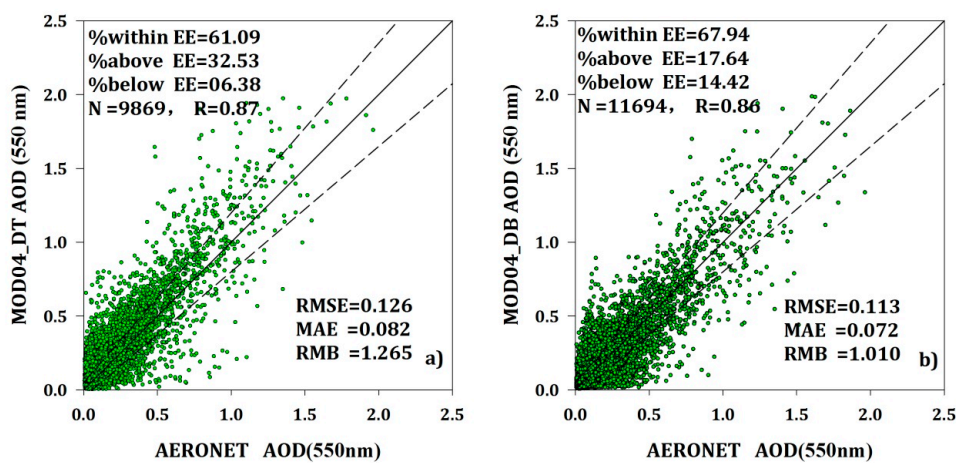 %within EE=61.09
%above EE=32.53
%below EE=06.38
N =9869, R=0.87
RMSE=0.126
MAE =0.082
RMB =1.265
a)
MOD04_DT AOD (550 nm)
2.5
2.0
1.5
1.0
0.5
0.0
0.0 0.5 1.0 1.5 2.0 2.5
AERONET AOD(550nm)
%within EE=67.94
%above EE=17.64
%below EE=14.42
N =11694, R=0.86
RMSE=0.113
MAE =0.072
RMB =1.010
b)
MOD04_DB AOD (550 nm)
2.5
2.0
1.5
1.0
0.5
0.0
0.0 0.5 1.0 1.5 2.0 2.5
AERONET AOD(550nm)